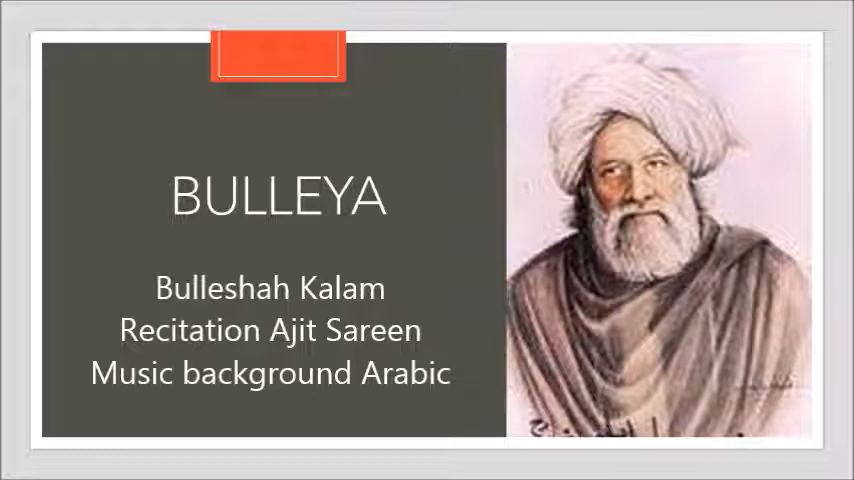 BULLEYA
Bulleshah Kalam
Recitation Ajit Sareen
Music background Arabic